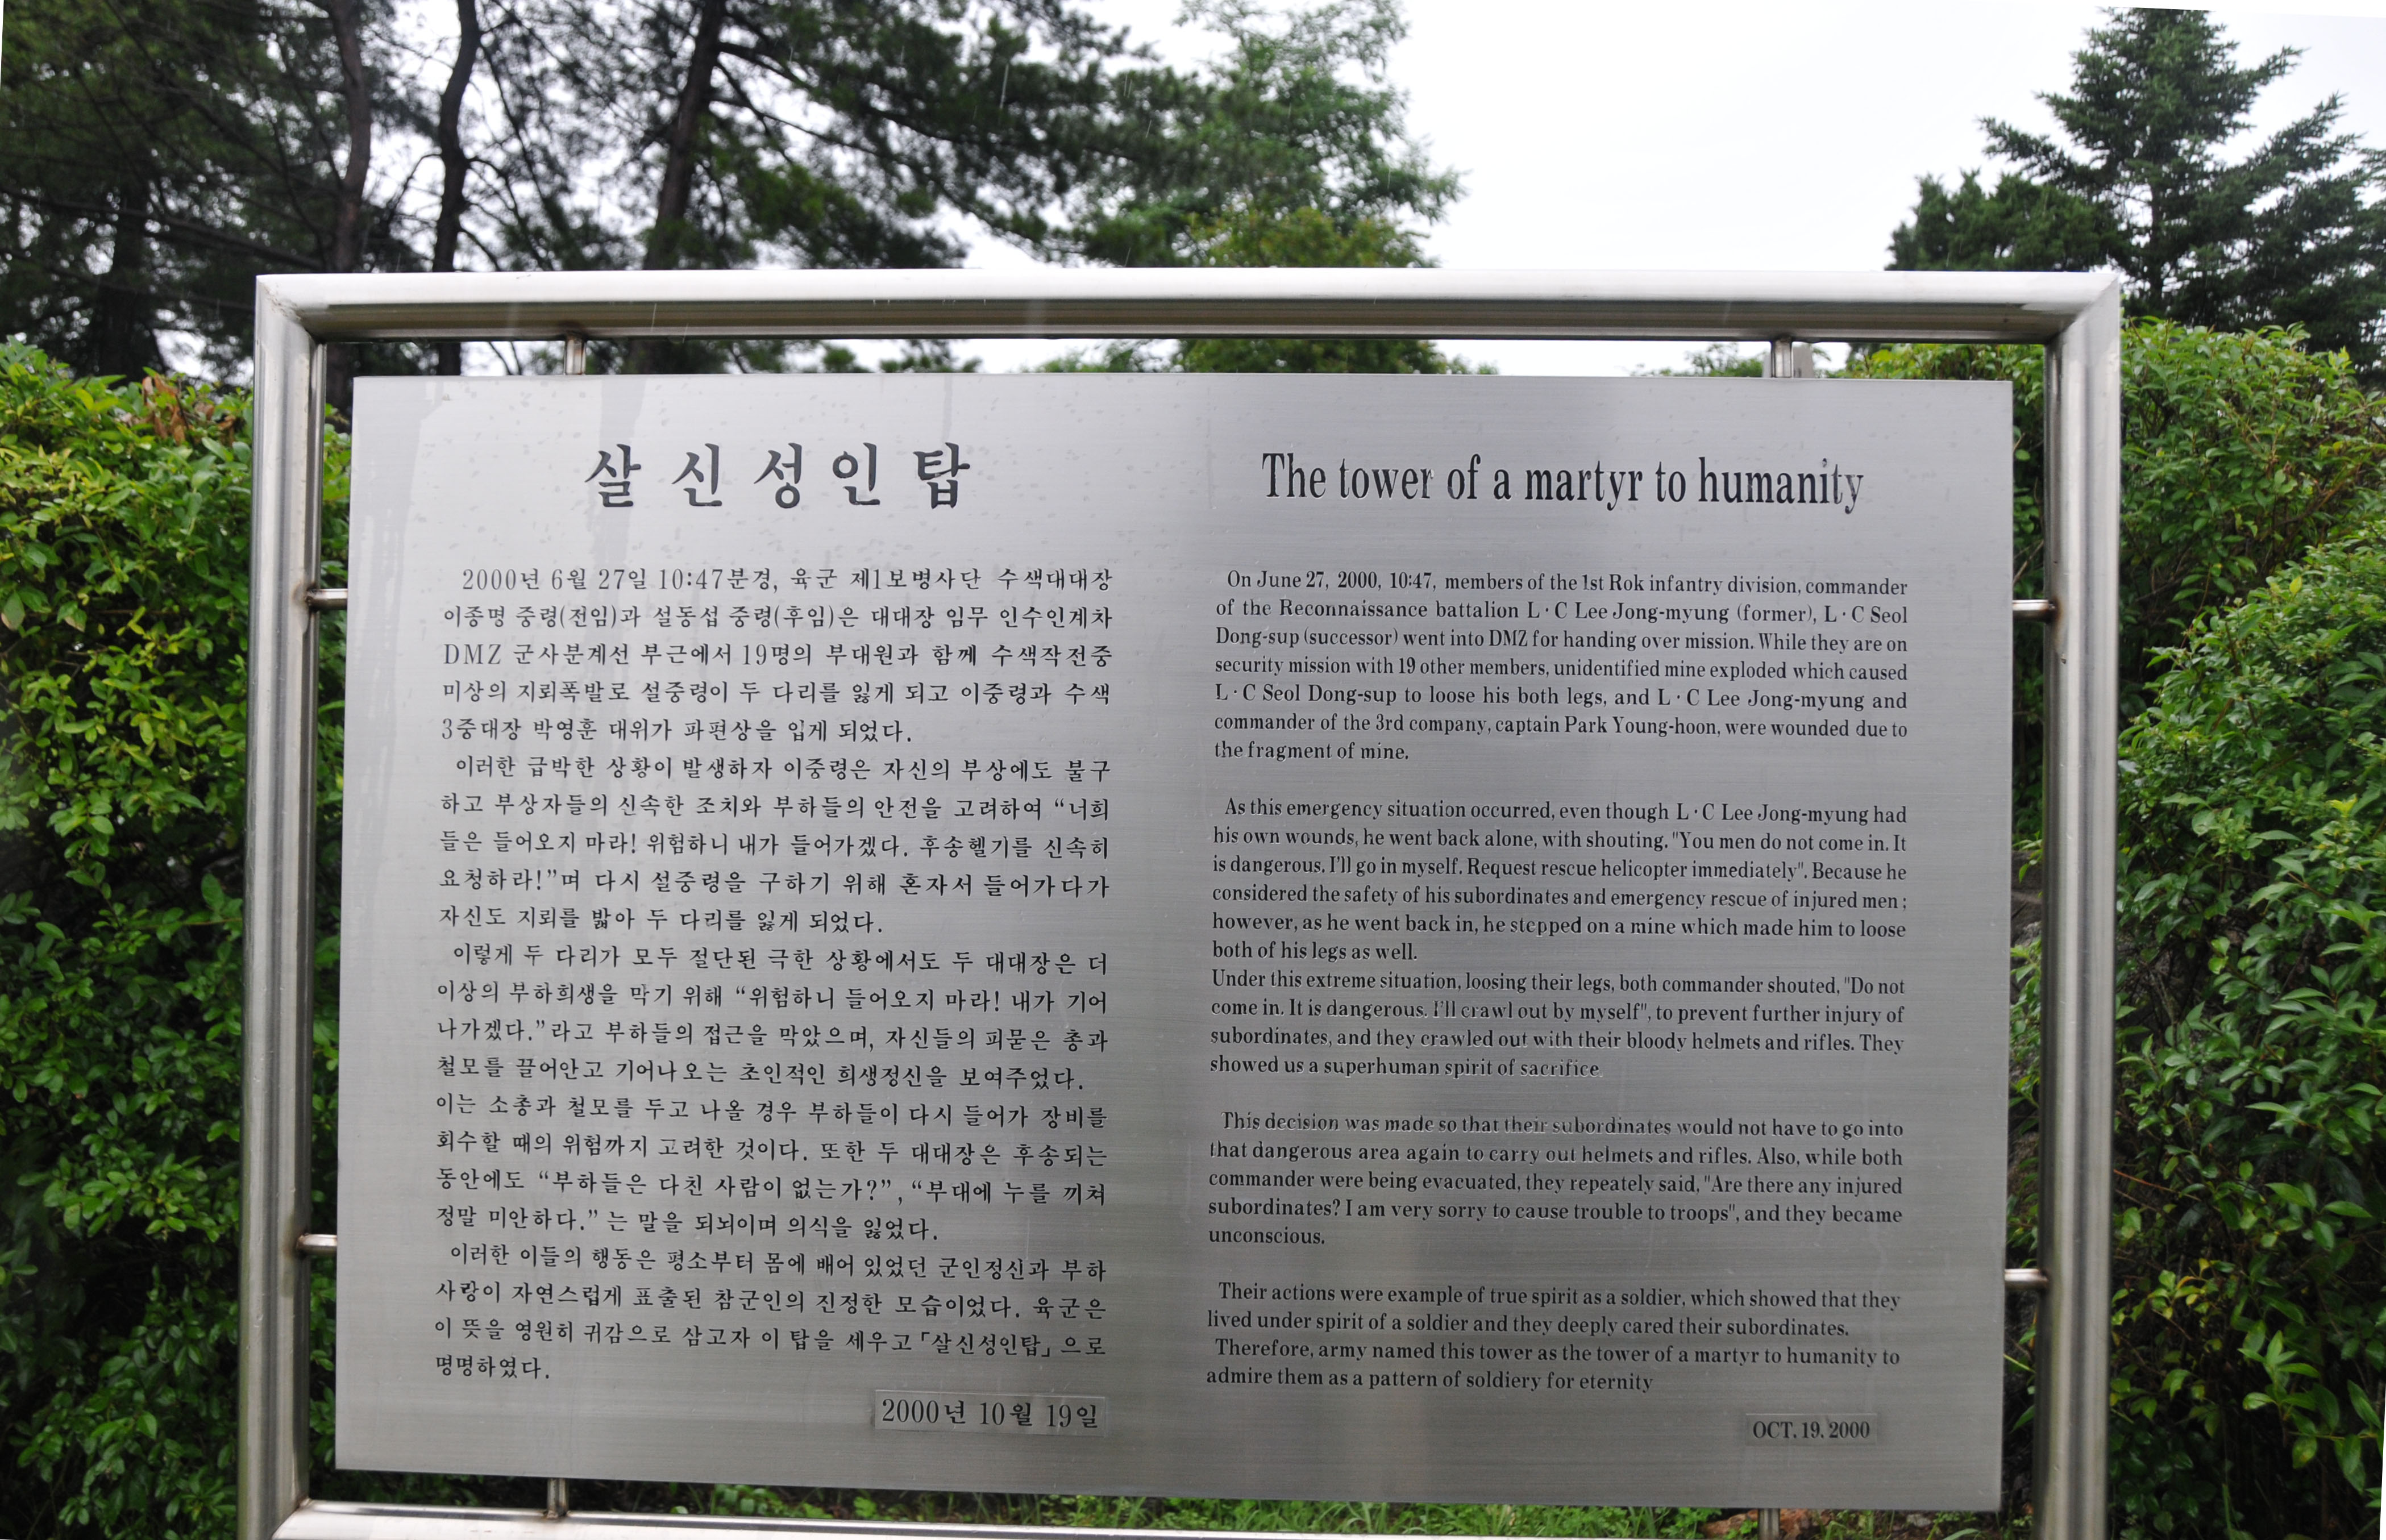 살신성인탑
2000년 6월 27일 10:47분경, 육군 제1보병사단 수색대대장
이종명 중령(전임)과 설동섭 중령(후임)은 대대장 임무 인수인계차
DMZ 군사분계선 부근에서 19명의 부대원과 함께 수색작전중
미상의 지뢰폭발로 설중령이 두 다리를 잃게 되고 이중령과 수색
3중대장 박영훈 대위가 파편상을 입게 되었다.
이러한 급박한 상황이 발생하자 이중령은 자신의 부상에도 불구
하고 부상자들의 신속한 조치와 부하들의 안전을 고려하여 “너희
들은 들어오지 마라! 위험하니 내가 들어가겠다. 후송헬기를 신속히
요청하라!”며 다시 설중령을 구하기 위해 혼자서 들어가다가
자신도 지뢰를 밟아 두 다리를 잃게 되었다.
이렇게 두 다리가 모두 절단된 극한 상황에서도 두 대대장은 더
이상의 부하희생을 막기 위해 “위험하니 들어오지 마라! 내가 기어
나가겠다.”라고 부하들의 접근을 막았으며, 자신들의 피묻은 총과
철모를 끌어안고 기어나오는 초인적인 희생정신을 보여주었다.
이는 소총과 철모를 두고 나올 경우 부하들이 다시 들어가 장비를
회수할 때의 위험까지 고려한 것이다. 또한 두 대대장은 후송되는
동안에도 “부하들은 다친 사람이 없는가?”, “부대에 누를 끼쳐
정말 미안하다.” 는 말을 되뇌이며 의식을 잃었다.
이러한 이들의 행동은 평소부터 몸에 배어 있었던 군인정신과 부하
사랑이 자연스럽게 표출된 참군인의 진정한 모습이었다. 육군은
이 뜻을 영원히 귀감으로 삼고자 이 탑을 세우고 「살신성인탑」으로
명명하였다.
2000년 10월 19일
The tower of a martyr to humanity
On June 27, 2000, 10:47, members of the 1st Rok infantry division, commander
of the Reconnaissance battalion L·C Lee Jong-myung (former), L·C Seol
Dong-sup (successor) went into DMZ for handing over mission. While they are on
security mission with 19 other members, unidentified mine exploded which caused
L·C Seol Dong-sup to loose his both legs, and L·C Lee Jong-myung and
commander of the 3rd company, captain Park Young-hoon, were wounded due to
the fragment of mine.
As this emergency situation occurred, even though L·C Lee Jong-myung had
his own wounds, he went back alone, with shouting. "You men do not come in. It
is dangerous. I'll go in myself. Request rescue helicopter immediately". Because he
considered the safety of his subordinates and emergency rescue of injured men ;
however, as he went back in, he stepped on a mine which made him to loose
both of his legs as well.
Under this extreme situation, loosing their legs, both commander shouted, "Do not
come in. It is dangerous. I'll crawl out by myself", to prevent further injury of
subordinates, and they crawled out with their bloody helmets and rifles. They
showed us a superhuman spirit of sacrifice.
This decision was made so that their subordinates would not have to go into
that dangerous area again to carry out helmets and rifles. Also, while both
commander were being evacuated, they repeately said, "Are there any injured
subordinates? I am very sorry to cause trouble to troops", and they became
unconscious.
Their actions were example of true spirit as a soldier, which showed that they
lived under spirit of a soldier and they deeply cared their subordinates.
Therefore, army named this tower as the tower of a martyr to humanity to
admire them as a pattern of soldiery for eternity
OCT. 19. 2000